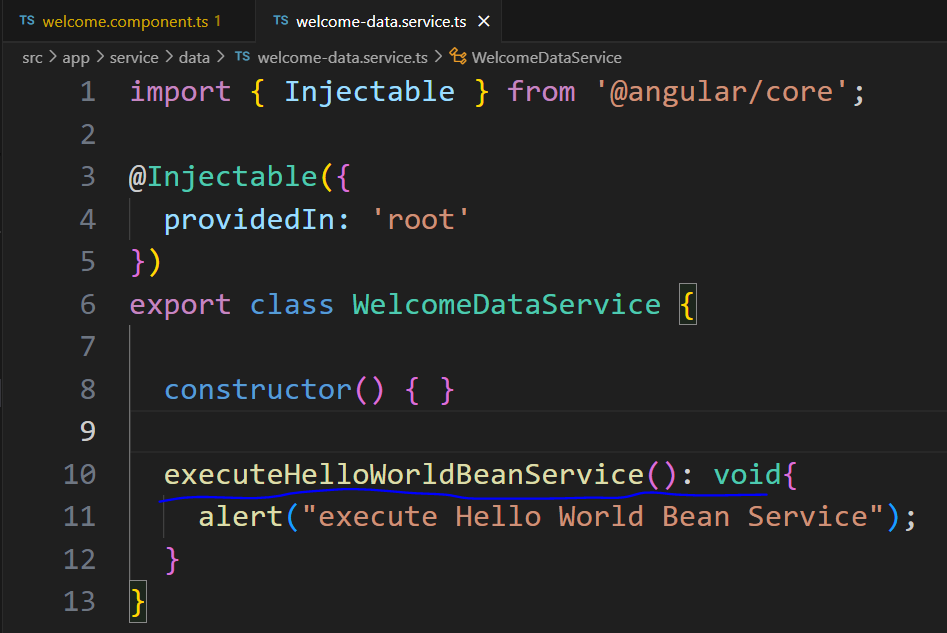 TS welcome.component.ts 1 TS welcome-data.service.ts ×
src > app > service > data > TS welcome-data.service.ts > WelcomeDataService
1 import { Injectable } from '@angular/core';
2
3 @Injectable({
4 providedIn: 'root'
5 })
6 export class WelcomeDataService {
7
8 constructor() { }
9
10 executeHelloWorldBeanService(): void{
11 alert("execute Hello World Bean Service");
12 }
13 }